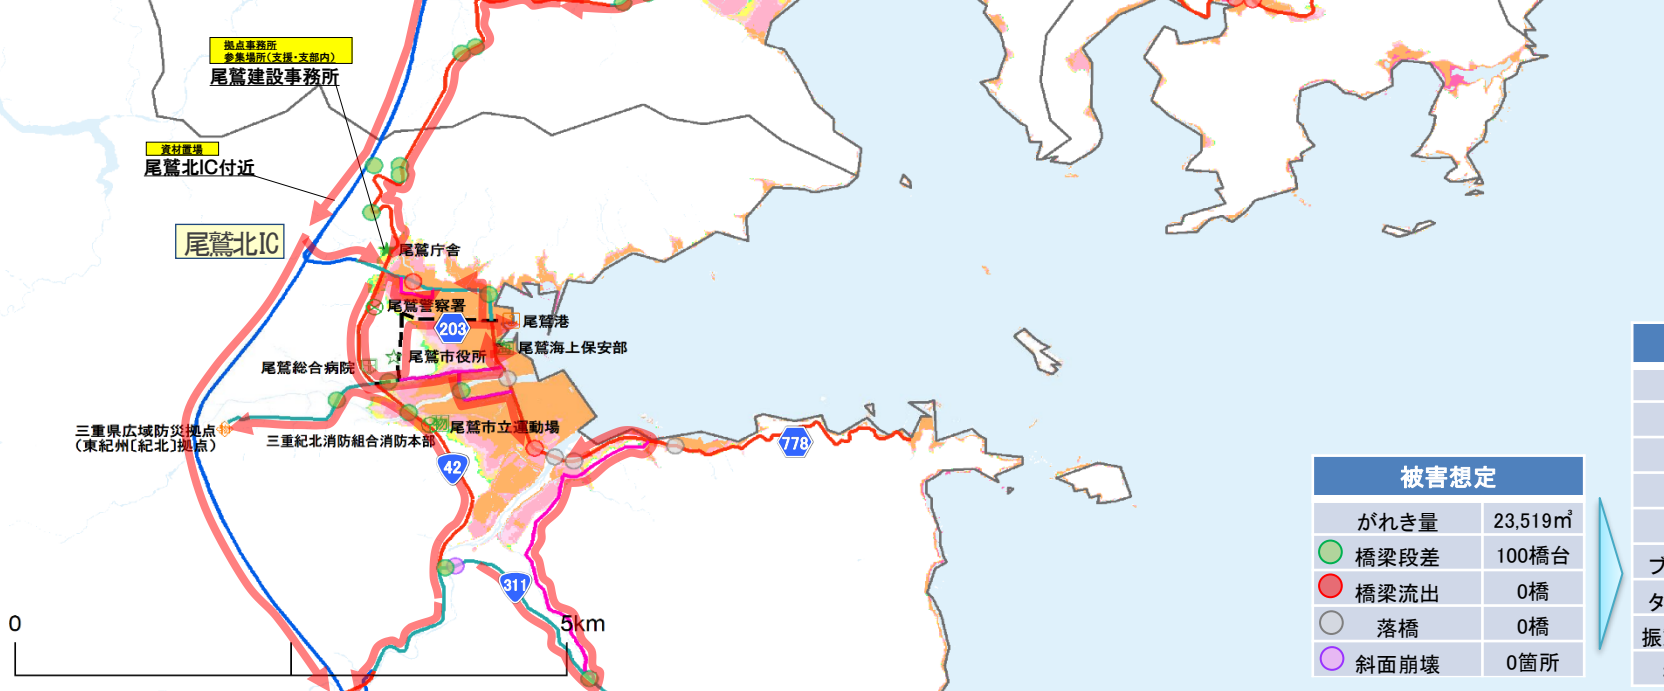 拠点事務所
参集場所(支援・支部内)
尾鷲建設事務所
資材置場
尾鷲北IC付近
尾鷲北IC
尾鷲庁舎
尾鷲警察署
203
尾鷲港
尾鷲海上保安部
尾鷲市役所
尾鷲総合病院
三重県広域防災拠点
(東紀州〔紀北〕拠点)
三重紀北消防組合消防本部
物
尾鷲市立運動場
42
778
311
0
5km
被害想定
がれき量 23,519㎥
橋梁段差 100橋台
橋梁流出 0橋
落橋 0橋
斜面崩壊 0箇所
ブ
タ
振